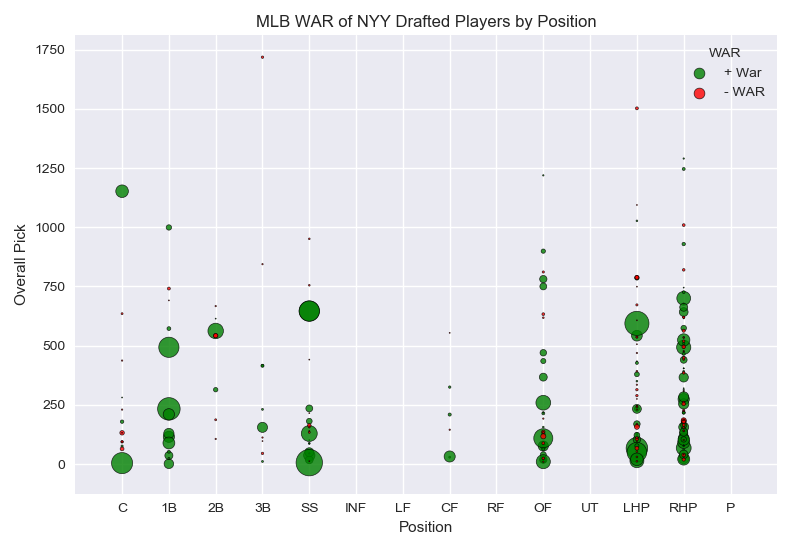 MLB WAR of NYY Drafted Players by Position
WAR
+ War
- WAR
1750
1500
1250
1000
750
500
250
0
Overall Pick
C 1B 2B 3B SS INF LF CF RF OF UT LHP RHP P
Position